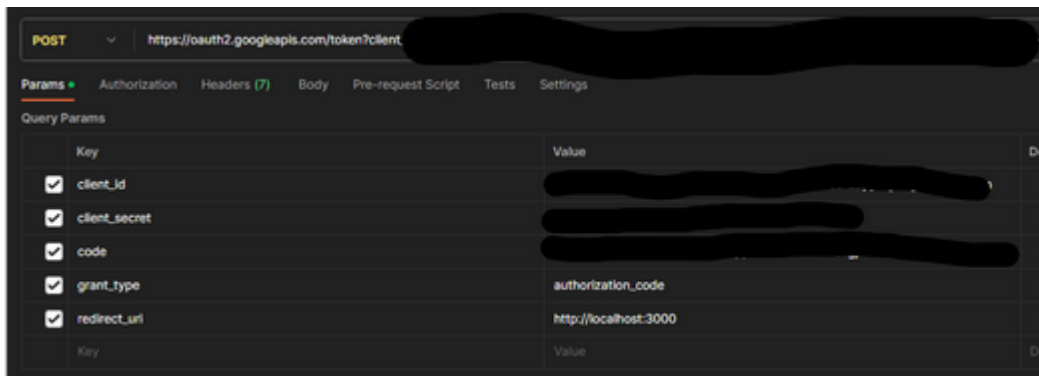 POST https://oauth2.googleapis.com/token?client_
Params Authorization Headers (7) Body Pre-request Script Tests Settings
Query Params
Key Value D
client_id
client_secret
code
grant_type authorization_code
redirect_uri http://localhost:3000
Key Value D